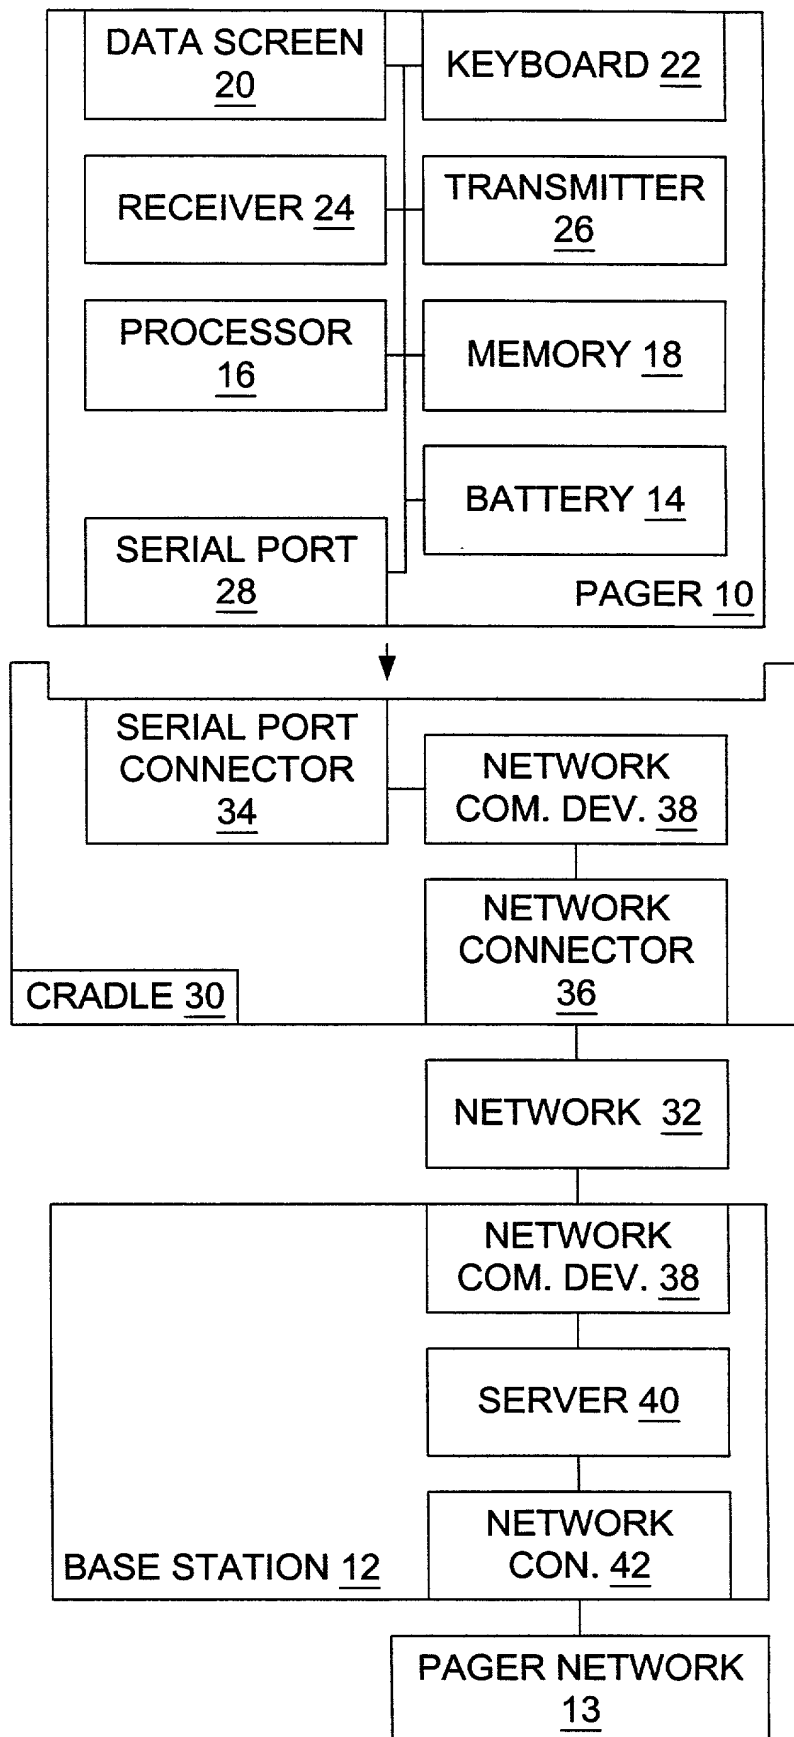 DATA SCREEN
20
KEYBOARD 22
RECEIVER 24
TRANSMITTER
26
PROCESSOR
16
MEMORY 18
BATTERY 14
SERIAL PORT
28
PAGER 10
SERIAL PORT
CONNECTOR
34
NETWORK
COM. DEV. 38
NETWORK
CONNECTOR
36
CRADLE 30
NETWORK 32
NETWORK
COM. DEV. 38
SERVER 40
NETWORK
CON. 42
BASE STATION 12
PAGER NETWORK
13